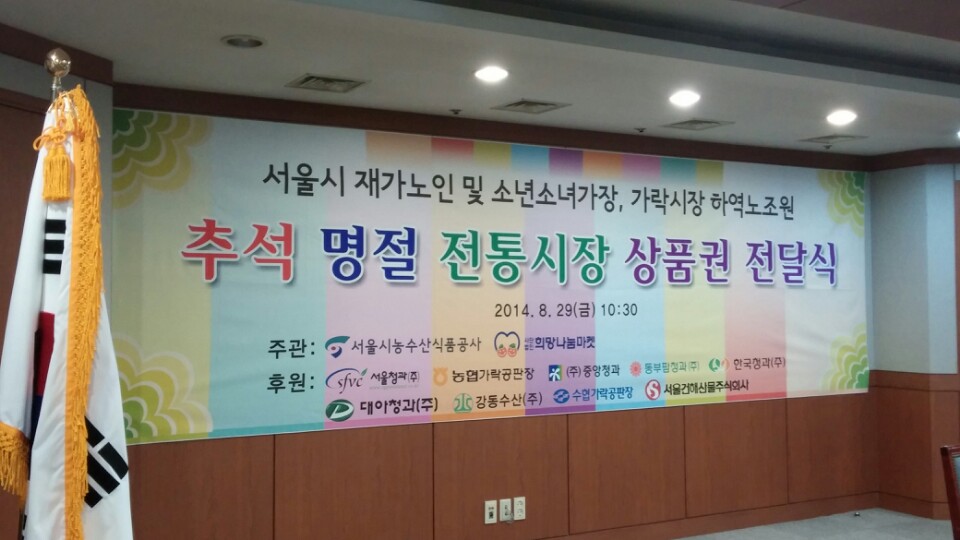 서울시 재가노인 및 소년소녀가장, 가락시장 하역노조원
추석 명절 전통시장 상품권 전달식
2014. 8. 29(금) 10:30
주관: 서울시농수산식품공사 희망나눔마켓
후원: sfvc 서울청과(주) 농협가락공판장 (주)중앙청과 동부팜청과(주) 한국청과(주)
대아청과(주) 강동수산(주) 수협가락공판장 서울건해산물주식회사